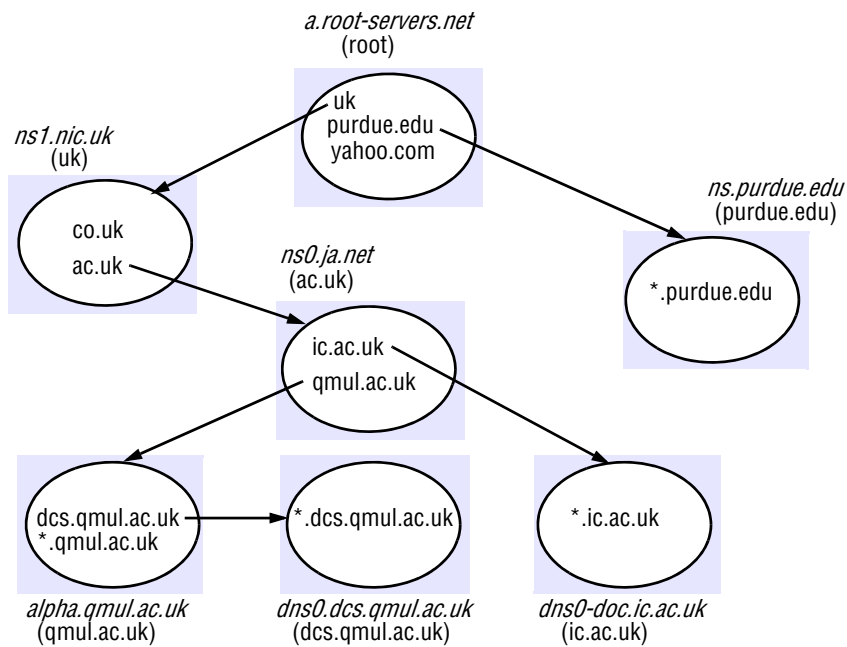 a.root-servers.net
(root)
uk
purdue.edu
yahoo.com
ns1.nic.uk
(uk)
co.uk
ac.uk
ns.purdue.edu
(purdue.edu)
*.purdue.edu
ns0.ja.net
(ac.uk)
ic.ac.uk
qmul.ac.uk
dcs.qmul.ac.uk
*.qmul.ac.uk
alpha.qmul.ac.uk
(qmul.ac.uk)
*.dcs.qmul.ac.uk
dns0.dcs.qmul.ac.uk
(dcs.qmul.ac.uk)
*.ic.ac.uk
dns0-doc.ic.ac.uk
(ic.ac.uk)